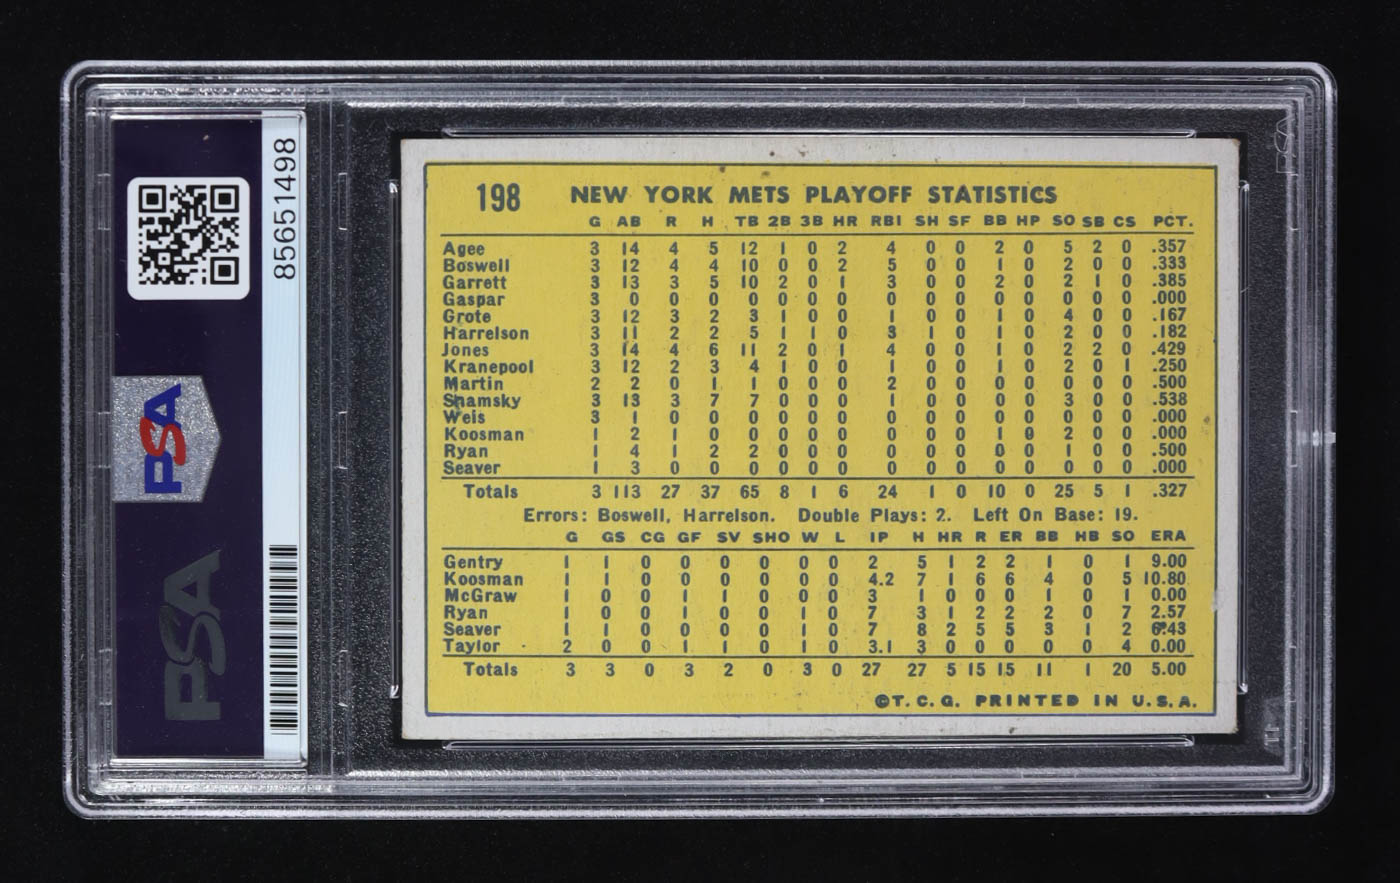 85651498
PSA
PSA
198 NEW YORK METS PLAYOFF STATISTICS
G AB R H TB 2B 3B HR RBI SH SF BB HP SO SB CS PCT.
Agee 3 14 4 5 12 1 0 2 4 0 0 2 0 5 2 0 .357
Boswell 3 12 4 4 10 0 0 2 5 0 0 1 0 2 0 0 .333
Garrett 3 13 3 5 10 2 0 1 3 0 0 2 0 2 1 0 .385
Gaspar 3 0 0 0 0 0 0 0 0 0 0 0 0 0 0 0 .000
Grote 3 12 3 2 3 1 0 0 1 0 0 1 0 4 0 0 .167
Harrelson 3 11 2 2 5 1 1 0 3 1 0 1 0 2 0 0 .182
Jones 3 14 4 6 11 2 0 1 4 0 0 1 0 2 2 0 .429
Kranepool 3 12 2 3 4 1 0 0 1 0 0 1 0 2 0 1 .250
Martin 2 2 0 1 1 0 0 0 2 0 0 0 0 0 0 0 .500
Shamsky 3 13 3 7 7 0 0 0 1 0 0 0 0 3 0 0 .538
Weis 3 1 0 0 0 0 0 0 0 0 0 0 0 0 0 0 .000
Koosman 1 2 1 0 0 0 0 0 0 0 0 1 0 2 0 0 .000
Ryan 1 4 1 2 2 0 0 0 0 0 0 0 0 1 0 0 .500
Seaver 1 3 0 0 0 0 0 0 0 0 0 0 0 0 0 0 .000
Totals 3 113 27 37 65 8 1 6 24 1 0 10 0 25 5 1 .327
Errors: Boswell, Harrelson. Double Plays: 2. Left On Base: 19.
G GS CG GF SV SHO W L IP H HR R ER BB HB SO ERA
Gentry 1 1 0 0 0 0 0 0 2 5 1 2 2 1 0 1 9.00
Koosman 1 1 0 0 0 0 0 0 4.2 7 1 6 6 4 0 5 10.80
McGraw 1 0 0 1 1 0 0 0 3 1 0 0 0 1 0 1 0.00
Ryan 1 0 0 1 0 0 1 0 7 3 1 2 2 2 0 7 2.57
Seaver 1 1 0 0 0 0 1 0 7 8 2 5 5 3 1 2 6.43
Taylor 2 0 0 1 1 0 1 0 3.1 3 0 0 0 0 0 4 0.00
Totals 3 3 0 3 2 0 3 0 27 27 5 15 15 11 1 20 5.00
©T.C.G. PRINTED IN U.S.A.